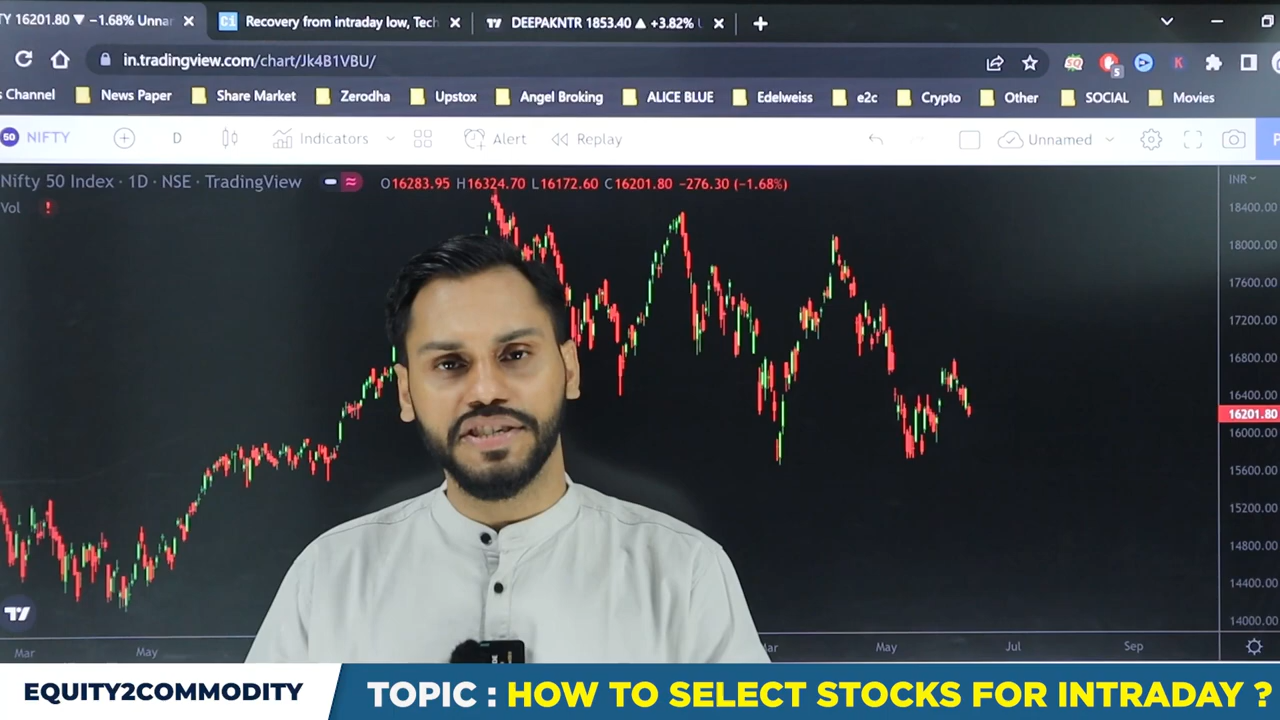 TY 16201.80 ▼ −1.68% Unnar
Recovery from intraday low, Tech
DEEPAKNTR 1853.40 ▲ +3.82% U
in.tradingview.com/chart/Jk4B1VBU/
5
K
s Channel
News Paper
Share Market
Zerodha
Upstox
Angel Broking
ALICE BLUE
Edelweiss
e2c
Crypto
Other
SOCIAL
Movies
50 NIFTY
D
Indicators
Alert
Replay
Unnamed
P
Nifty 50 Index · 1D · NSE · TradingView
O16283.95 H16324.70 L16172.60 C16201.80 −276.30 (−1.68%)
INR
Vol
18400.00
18000.00
17600.00
17200.00
16800.00
16400.00
16201.80
16000.00
15600.00
15200.00
14800.00
14400.00
14000.00
Mar
May
Mar
May
Jul
Sep
EQUITY2COMMODITY
TOPIC : HOW TO SELECT STOCKS FOR INTRADAY ?